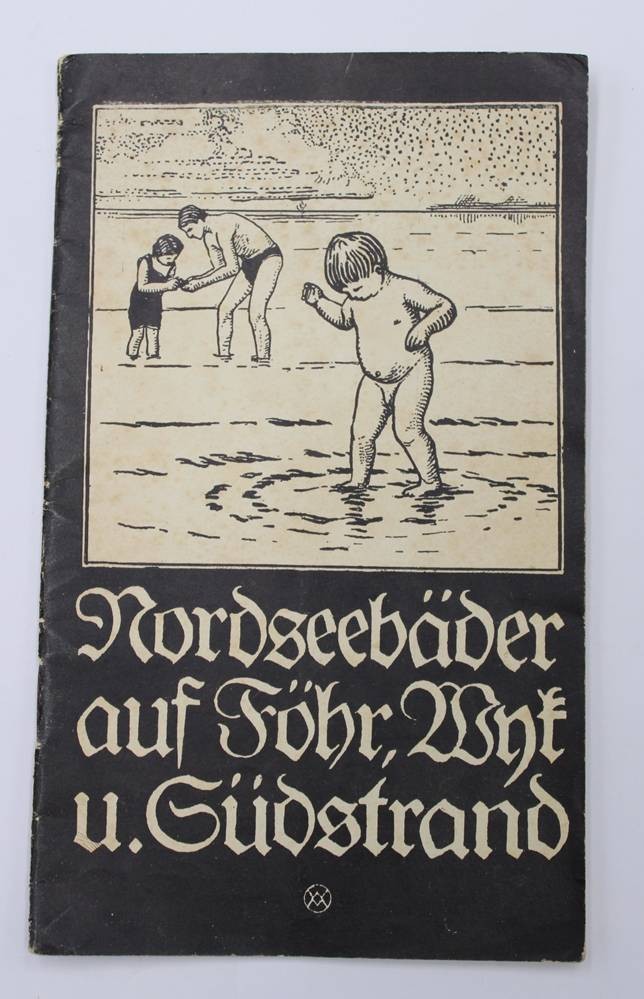 Nordseebäder
auf Föhr, Wyk
u. Südstrand